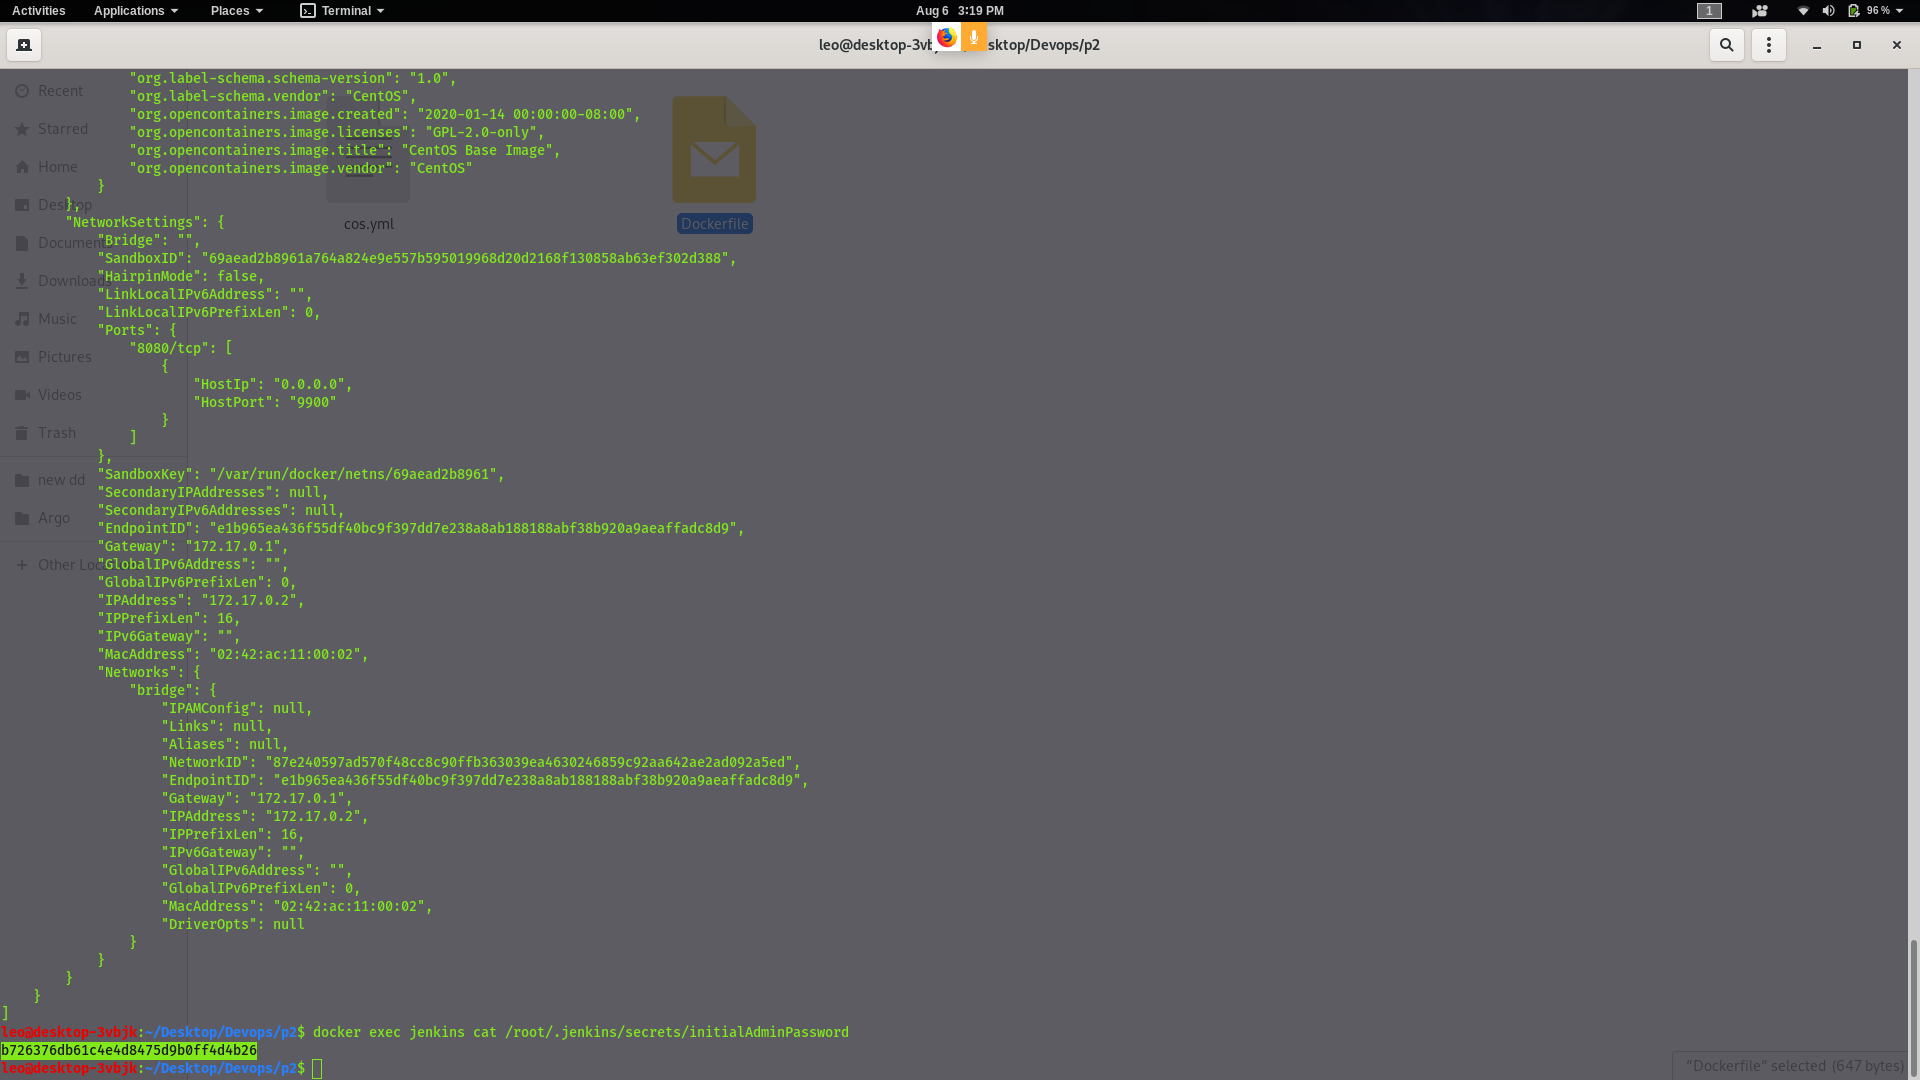 Activities Applications Places Terminal Aug 6 3:19 PM 1 96 %
leo@desktop-3vb sktop/Devops/p2
"org.label-schema.schema-version": "1.0",
"org.label-schema.vendor": "CentOS",
"org.opencontainers.image.created": "2020-01-14 00:00:00-08:00",
"org.opencontainers.image.licenses": "GPL-2.0-only",
"org.opencontainers.image.title": "CentOS Base Image",
"org.opencontainers.image.vendor": "CentOS"
}
},
"NetworkSettings": {
"Bridge": "",
"SandboxID": "69aead2b8961a764a824e9e557b595019968d20d2168f130858ab63ef302d388",
"HairpinMode": false,
"LinkLocalIPv6Address": "",
"LinkLocalIPv6PrefixLen": 0,
"Ports": {
"8080/tcp": [
{
"HostIp": "0.0.0.0",
"HostPort": "9900"
}
]
},
"SandboxKey": "/var/run/docker/netns/69aead2b8961",
"SecondaryIPAddresses": null,
"SecondaryIPv6Addresses": null,
"EndpointID": "e1b965ea436f55df40bc9f397dd7e238a8ab188188abf38b920a9aeaffadc8d9",
"Gateway": "172.17.0.1",
"GlobalIPv6Address": "",
"GlobalIPv6PrefixLen": 0,
"IPAddress": "172.17.0.2",
"IPPrefixLen": 16,
"IPv6Gateway": "",
"MacAddress": "02:42:ac:11:00:02",
"Networks": {
"bridge": {
"IPAMConfig": null,
"Links": null,
"Aliases": null,
"NetworkID": "87e240597ad570f48cc8c90ffb363039ea4630246859c92aa642ae2ad092a5ed",
"EndpointID": "e1b965ea436f55df40bc9f397dd7e238a8ab188188abf38b920a9aeaffadc8d9",
"Gateway": "172.17.0.1",
"IPAddress": "172.17.0.2",
"IPPrefixLen": 16,
"IPv6Gateway": "",
"GlobalIPv6Address": "",
"GlobalIPv6PrefixLen": 0,
"MacAddress": "02:42:ac:11:00:02",
"DriverOpts": null
}
}
}
}
]
leo@desktop-3vbjk:~/Desktop/Devops/p2$ docker exec jenkins cat /root/.jenkins/secrets/initialAdminPassword
b726376db61c4e4d8475d9b0ff4d4b26
leo@desktop-3vbjk:~/Desktop/Devops/p2$
Recent
Starred
Home
Desktop
Document
Downloads
Music
Pictures
Videos
Trash
new dd
Argo
+ Other Loc
cos.yml
Dockerfile
"Dockerfile" selected (647 bytes)